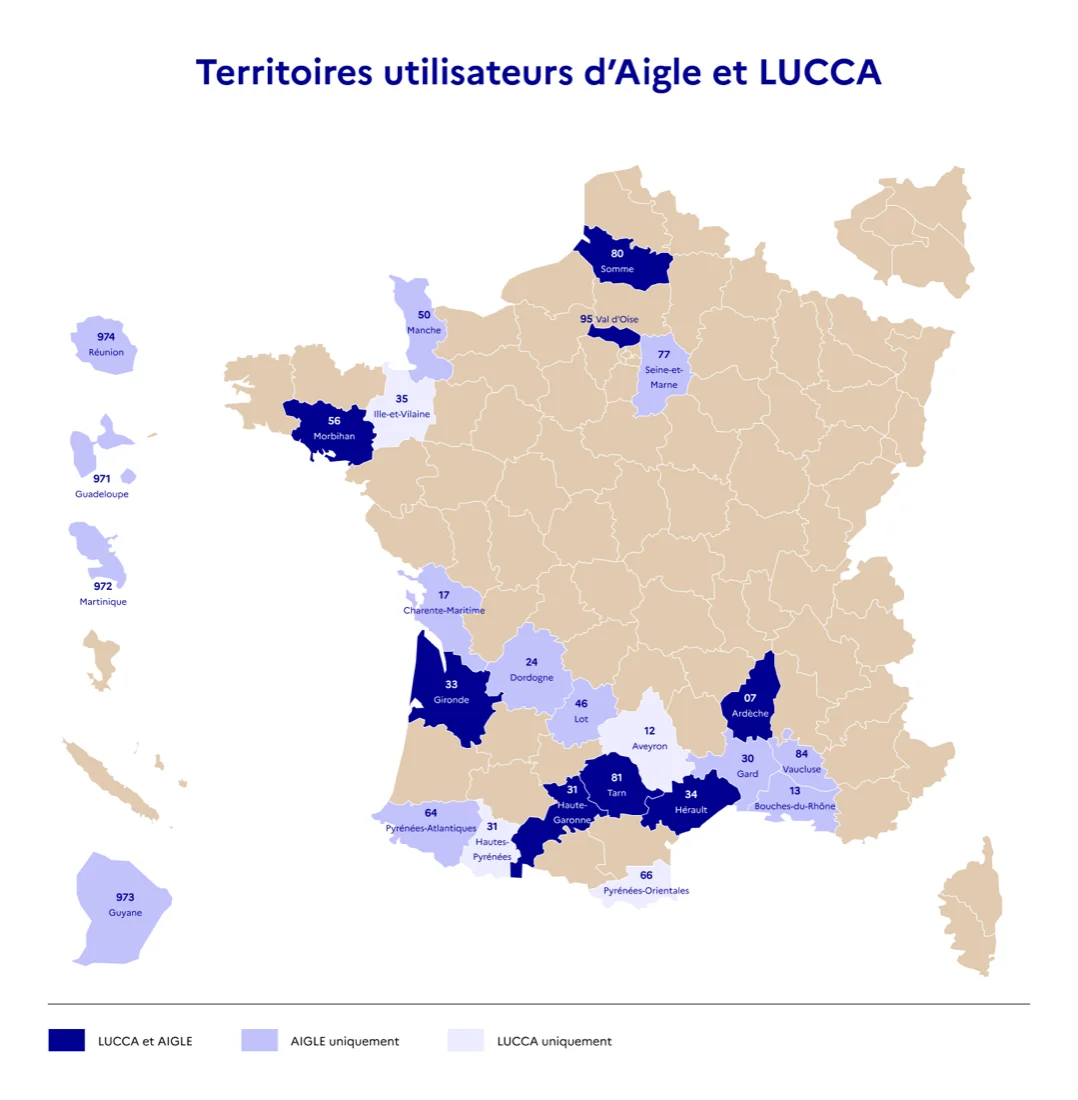 Territoires utilisateurs d’Aigle et LUCCA
80
Somme
50
Manche
95 Val d'Oise
974
Réunion
77
Seine-et-
Marne
35
Ille-et-Vilaine
56
Morbihan
971
Guadeloupe
972
Martinique
17
Charente-Maritime
24
Dordogne
33
Gironde
46
Lot
07
Ardèche
12
Aveyron
30
Gard
84
Vaucluse
81
Tarn
31
Haute-
Garonne
34
Hérault
13
Bouches-du-Rhône
64
Pyrénées-Atlantiques
31
Hautes-
Pyrénées
66
Pyrénées-Orientales
973
Guyane
LUCCA et AIGLE
AIGLE uniquement
LUCCA uniquement